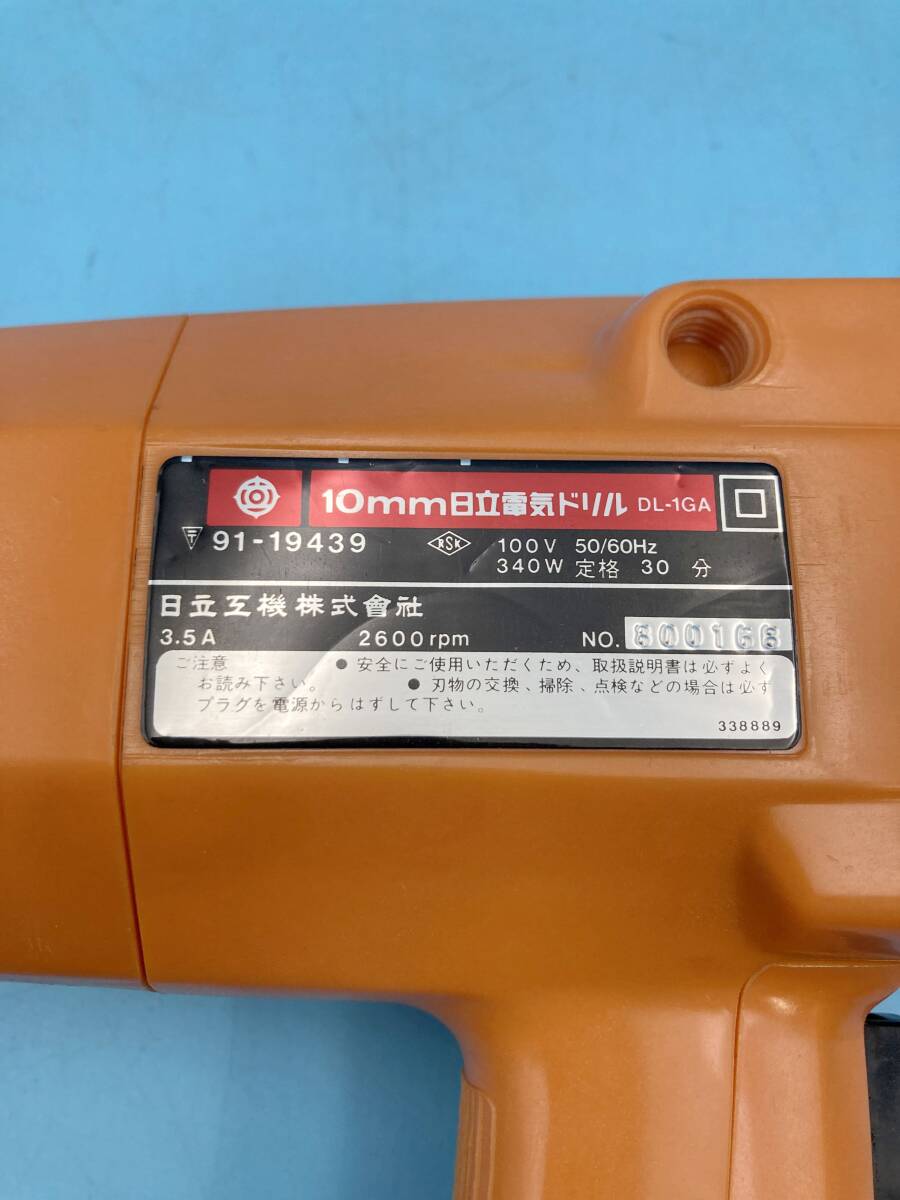 10mm日立電気ドリル DL-1GA
〒 91-19439 RSK 100V 50/60Hz
340W 定格 30 分
日立工機株式會社
3.5A 2600rpm NO. 800168
ご注意 ● 安全にご使用いただくため、取扱説明書は必ずよく
お読み下さい。 ● 刃物の交換、掃除、点検などの場合は必ず
プラグを電源からはずして下さい。
338889